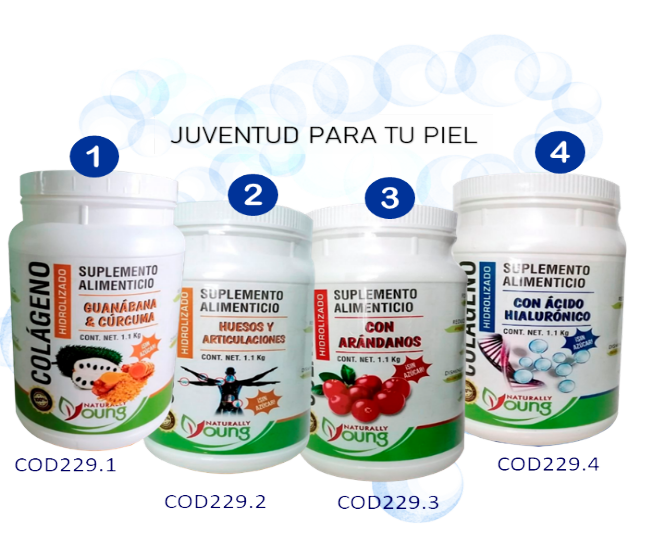 JUVENTUD PARA TU PIEL
1
2
3
4
COLÁGENO
HIDROLIZADO
SUPLEMENTO
ALIMENTICIO
GUANÁBANA
& CÚRCUMA
CONT. NET. 1.1 Kg
NATURALLY
Young
COD229.1
HIDROLIZADO
SUPLEMENTO
ALIMENTICIO
HUESOS Y
ARTICULACIONES
CONT. NET. 1.1 Kg
¡SIN
AZÚCAR!
NATURALLY
Young
COD229.2
HIDROLIZADO
SUPLEMENTO
ALIMENTICIO
CON
ARÁNDANOS
CONT. NET. 1.1 Kg
¡SIN
AZÚCAR!
NATURALLY
Young
COD229.3
COLÁGENO
HIDROLIZADO
SUPLEMENTO
ALIMENTICIO
CON ÁCIDO
HIALURÓNICO
CONT. NET. 1.1 Kg
¡SIN
AZÚCAR!
NATURALLY
Young
COD229.4